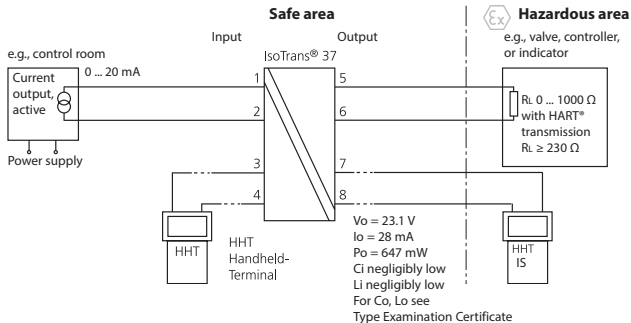 Safe area
Hazardous area
Ex
Input
Output
e.g., valve, controller,
or indicator
e.g., control room
IsoTrans® 37
0 ... 20 mA
Current
output,
active
1
5
2
6
RL 0 ... 1000 Ω
with HART®
transmission
RL ≥ 230 Ω
Power supply
3
7
4
8
HHT
HHT
Handheld-
Terminal
Vo = 23.1 V
Io = 28 mA
Po = 647 mW
Ci negligibly low
Li negligibly low
For Co, Lo see
Type Examination Certificate
HHT
IS